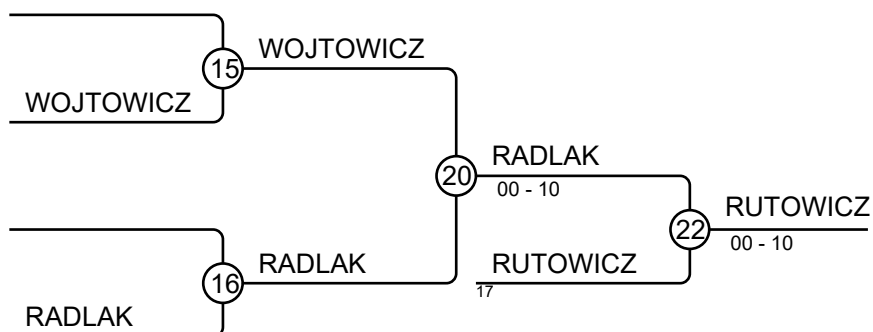 WOJTOWICZ
15
WOJTOWICZ
RADLAK
20
00 - 10
RUTOWICZ
22
00 - 10
RADLAK
RUTOWICZ
16
17
RADLAK